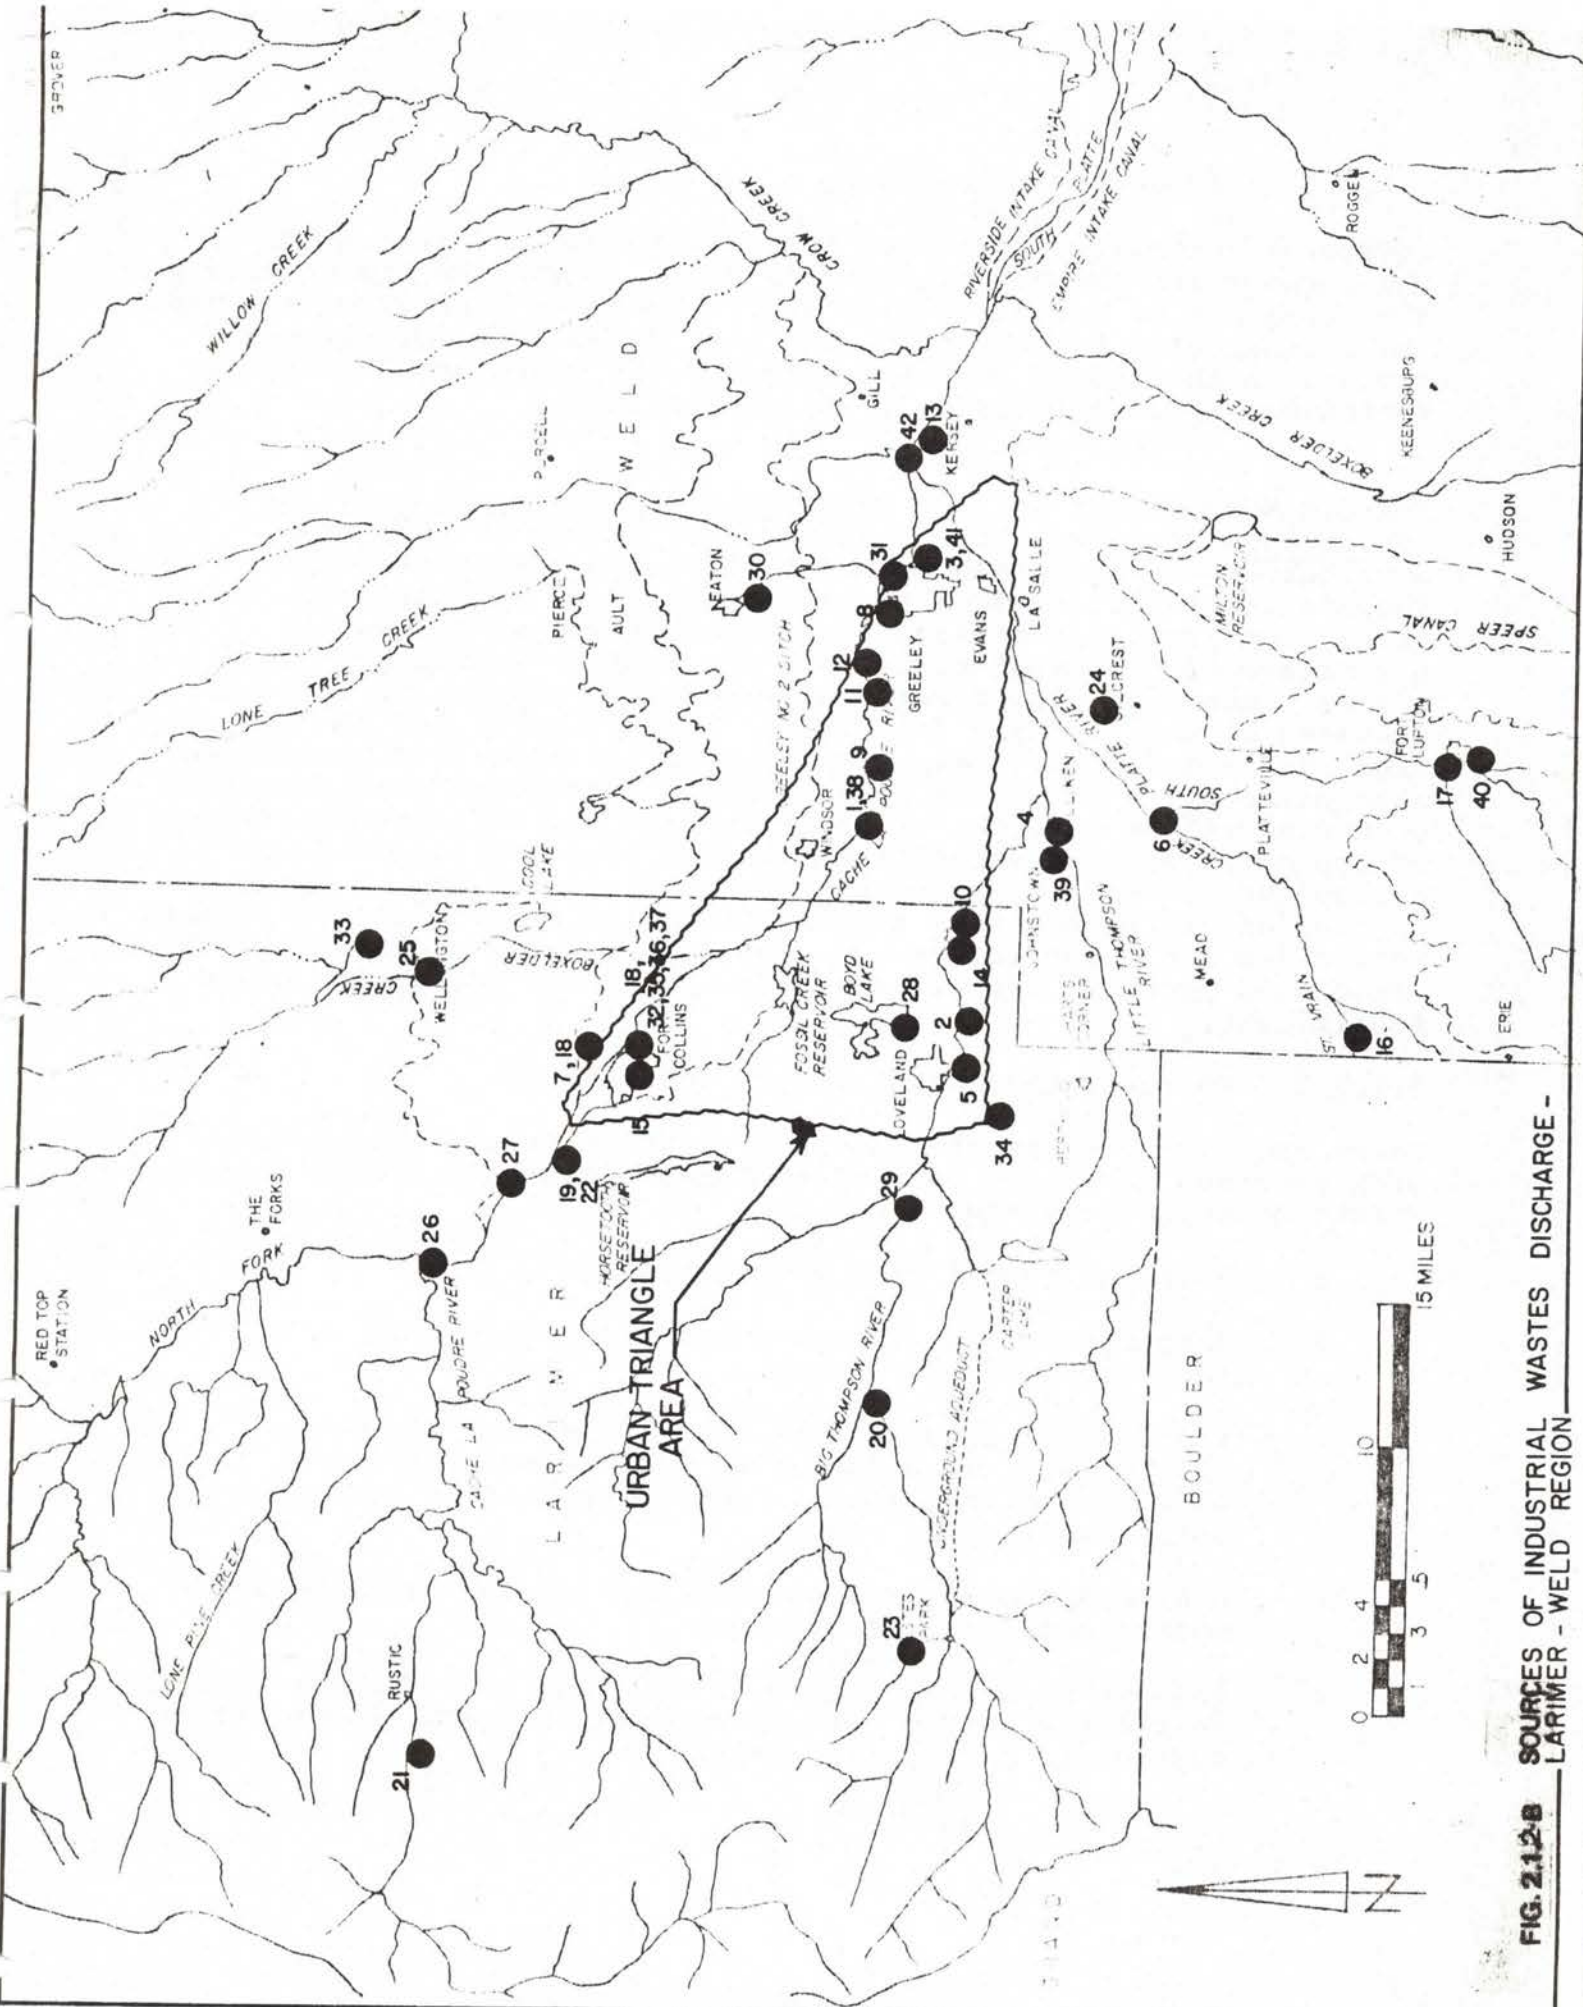 GROVER
RED TOP
STATION
THE
FORKS
NORTH
FORK
WILLOW
CREEK
LONE
TREE
CREEK
CROW CREEK
PURCELL
WELD
PIERCE
AULT
EATON
30
33
25
WELLINGTON
CREEK
BOXELDER
COOL
LAKE
26
27
19,
22
HORSETOOTH
RESERVOIR
7, 18
18,
32,35,36,37
FORT
COLLINS
15
LONE PINE CREEK
CACHE LA
POUDRE RIVER
RUSTIC
21
LARIMER
URBAN TRIANGLE
AREA
GREELEY NO. 2 DITCH
WINDSOR
CACHE
POUDRE RIVER
1,38
9
11
12
8
31
3,41
GREELEY
EVANS
LA SALLE
42
13
KERSEY
GILL
RIVERSIDE INTAKE CANAL
SOUTH PLATTE
EMPIRE INTAKE CANAL
ROGGEN
KEENESBURG
BOXELDER CREEK
HUDSON
MILTON
RESERVOIR
SPEER CANAL
FOSSIL CREEK
RESERVOIR
BOYD
LAKE
28
LOVELAND
5
2
14
10
34
29
BIG THOMPSON RIVER
20
UNDERGROUND AQUEDUCT
CARTER
LAKE
23
ESTES
PARK
JOHNSTOWN
39
4
MILLIKEN
LITTLE THOMPSON
RIVER
MEAD
24
GILCREST
SOUTH
PLATTE RIVER
6
CREEK
PLATTEVILLE
ST. VRAIN
16
ERIE
FORT
LUPTON
17
40
BOULDER
N
0 1 2 3 4 5 10 15 MILES
FIG. 2.1.2-B SOURCES OF INDUSTRIAL WASTES DISCHARGE -
LARIMER - WELD REGION